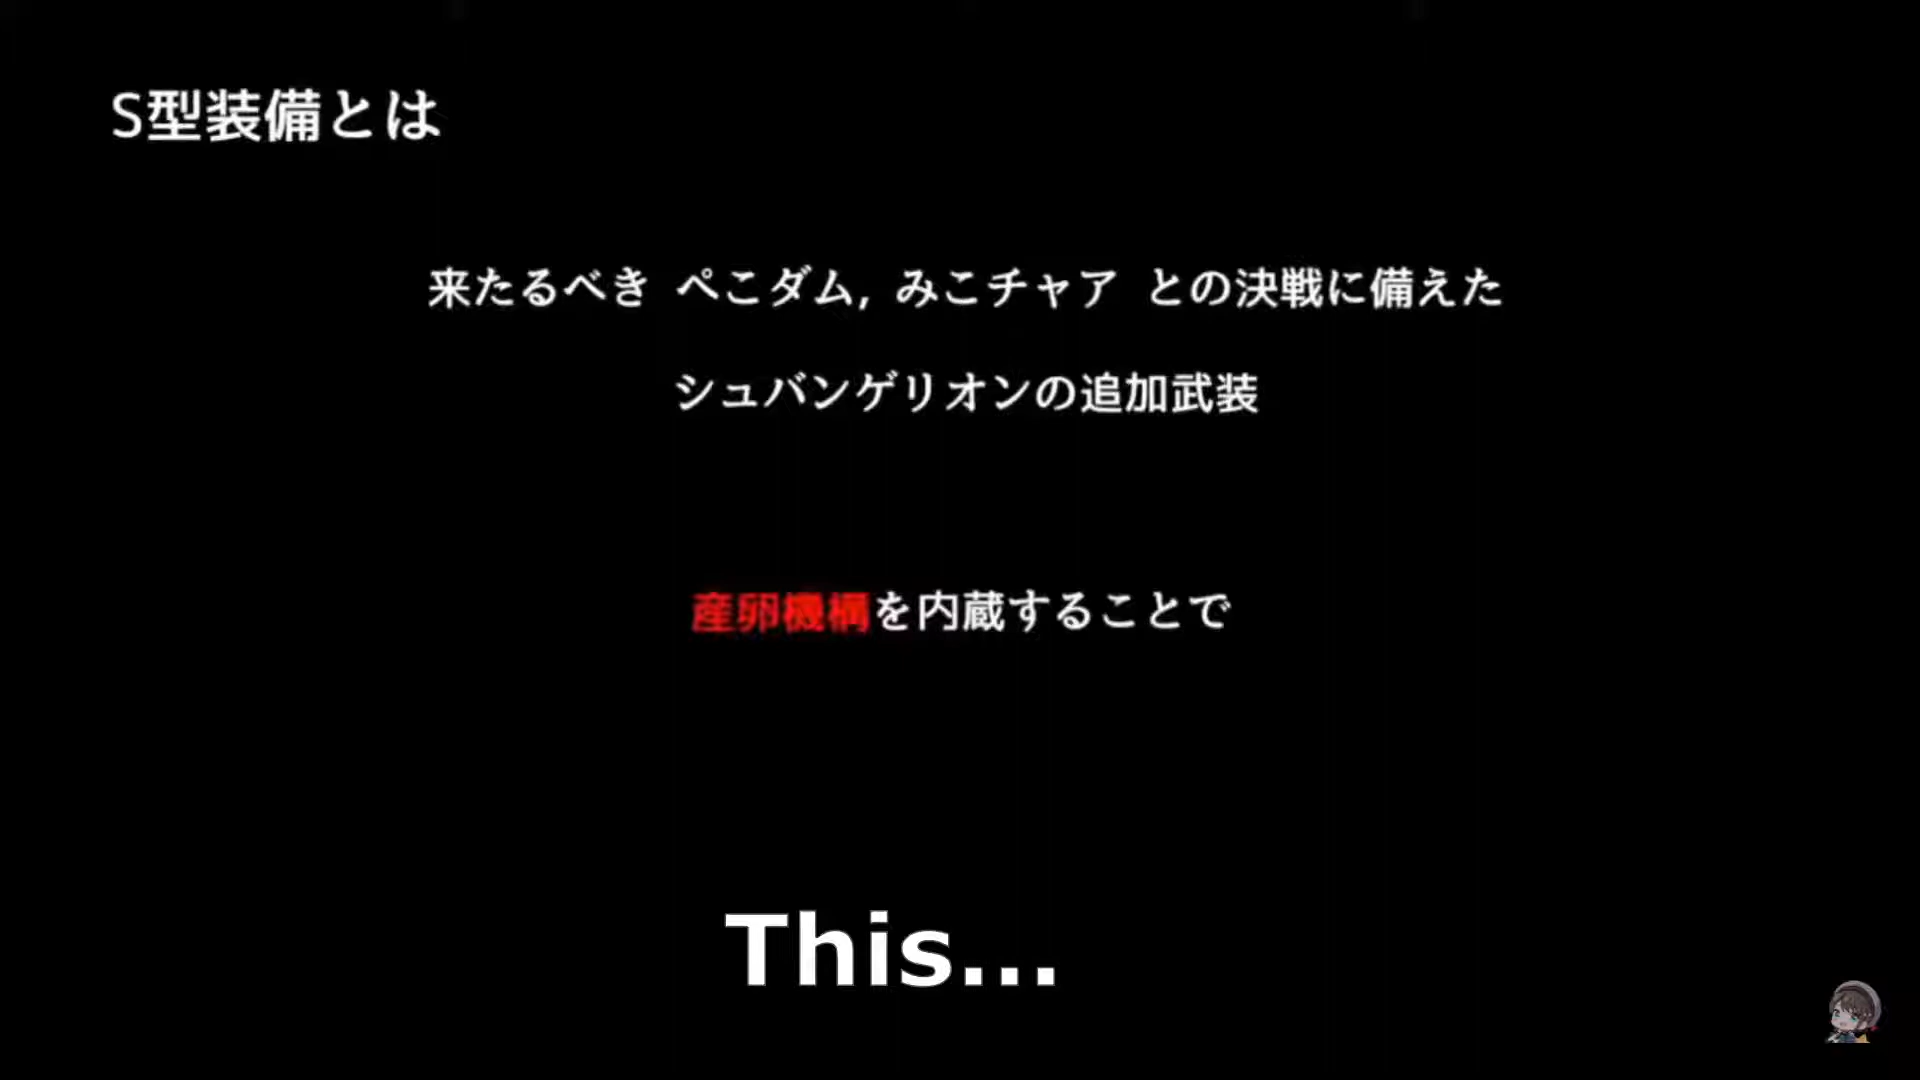 S型装備とは
来たるべき ぺこダム, みこチャア との決戦に備えた
シュバンゲリオンの追加武装
産卵機構を内蔵することで
This...